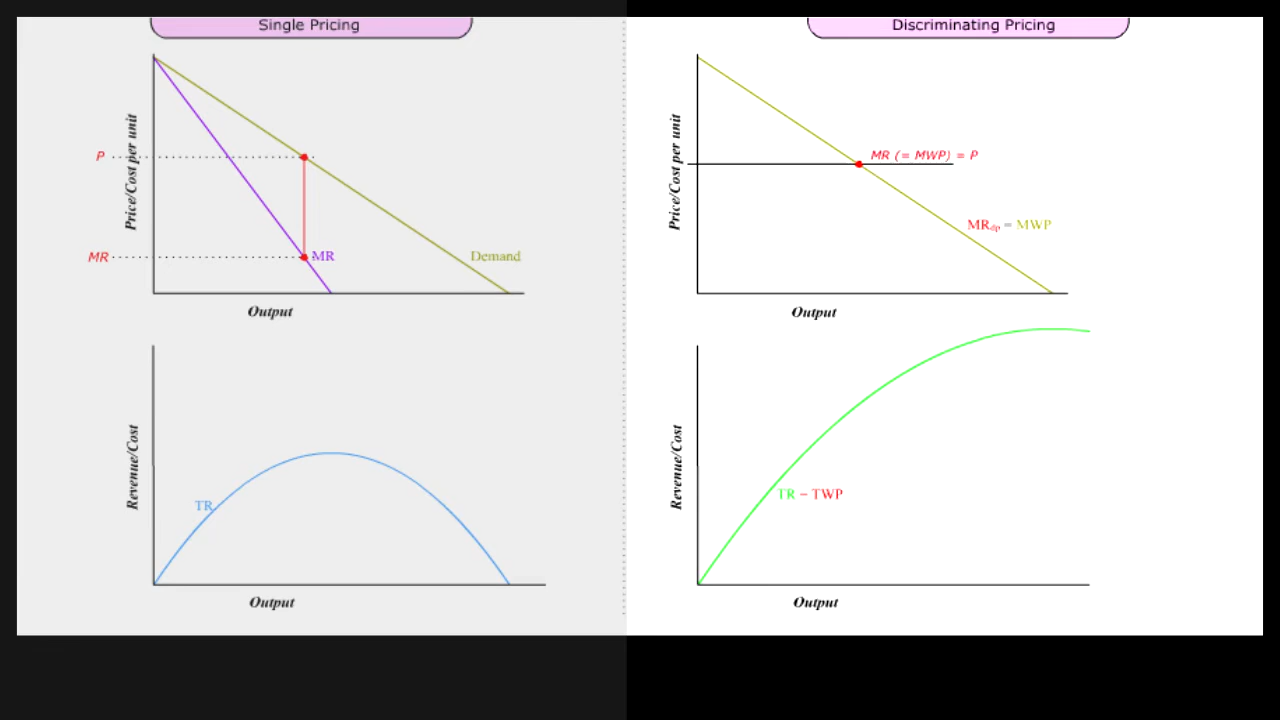 Single Pricing
Price/Cost per unit
P
MR
MR
Demand
Output
Revenue/Cost
TR
Output
Discriminating Pricing
Price/Cost per unit
MR (= MWP) = P
MRdp = MWP
Output
Revenue/Cost
TR = TWP
Output